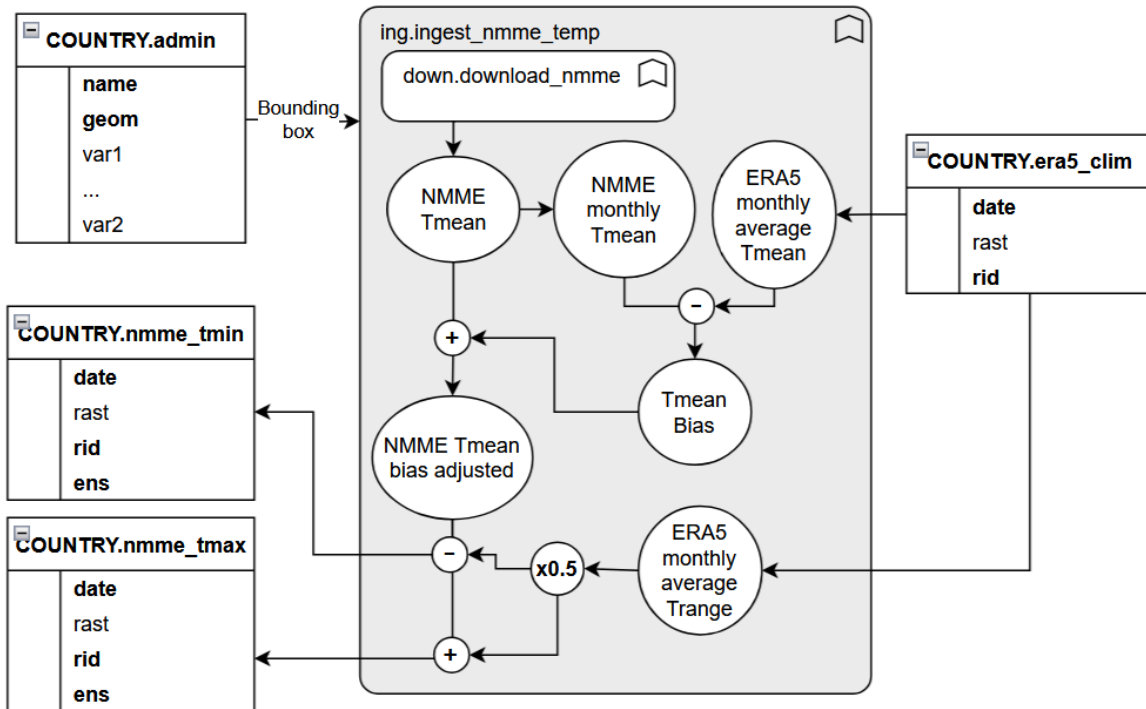 COUNTRY.admin
name
geom
var1
...
var2
Bounding
box
ing.ingest_nmme_temp
down.download_nmme
NMME
Tmean
NMME
monthly
Tmean
ERA5
monthly
average
Tmean
COUNTRY.era5_clim
date
rast
rid
-
+
Tmean
Bias
NMME Tmean
bias adjusted
COUNTRY.nmme_tmin
date
rast
rid
ens
COUNTRY.nmme_tmax
date
rast
rid
ens
-
x0.5
ERA5
monthly
average
Trange
+